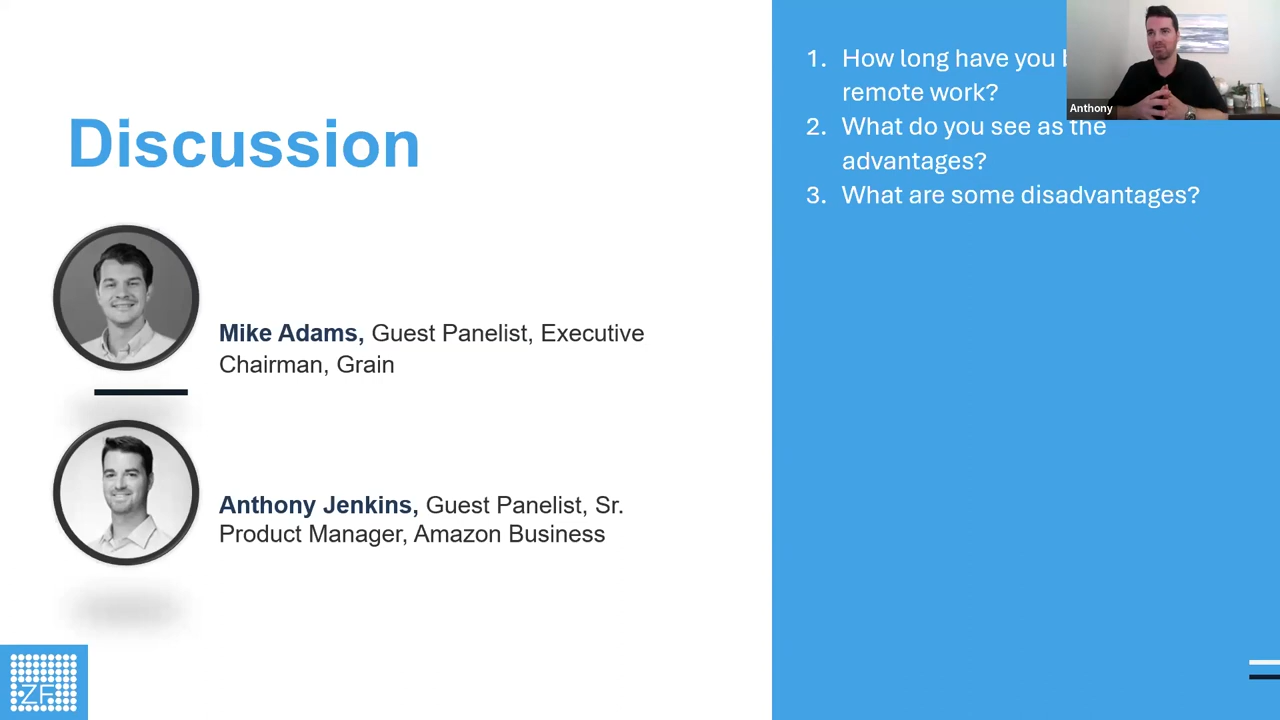 Discussion
Mike Adams, Guest Panelist, Executive
Chairman, Grain
Anthony Jenkins, Guest Panelist, Sr.
Product Manager, Amazon Business
1. How long have you
remote work?
2. What do you see as the
advantages?
3. What are some disadvantages?
Anthony
ZF